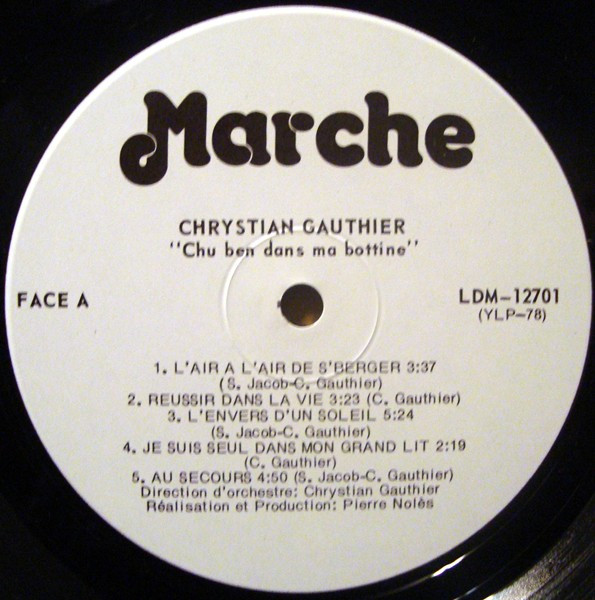 Marche
CHRYSTIAN GAUTHIER
"Chu ben dans ma bottine"
FACE A
LDM-12701
(YLP-78)
1. L'AIR A L'AIR DE S'BERGER 3:37
(S. Jacob-C. Gauthier)
2. REUSSIR DANS LA VIE 3:23 (C. Gauthier)
3. L'ENVERS D'UN SOLEIL 5:24
(S. Jacob-C. Gauthier)
4. JE SUIS SEUL DANS MON GRAND LIT 2:19
(C. Gauthier)
5. AU SECOURS 4:50 (S. Jacob-C. Gauthier)
Direction d'orchestre: Chrystian Gauthier
Réalisation et Production: Pierre Nolès